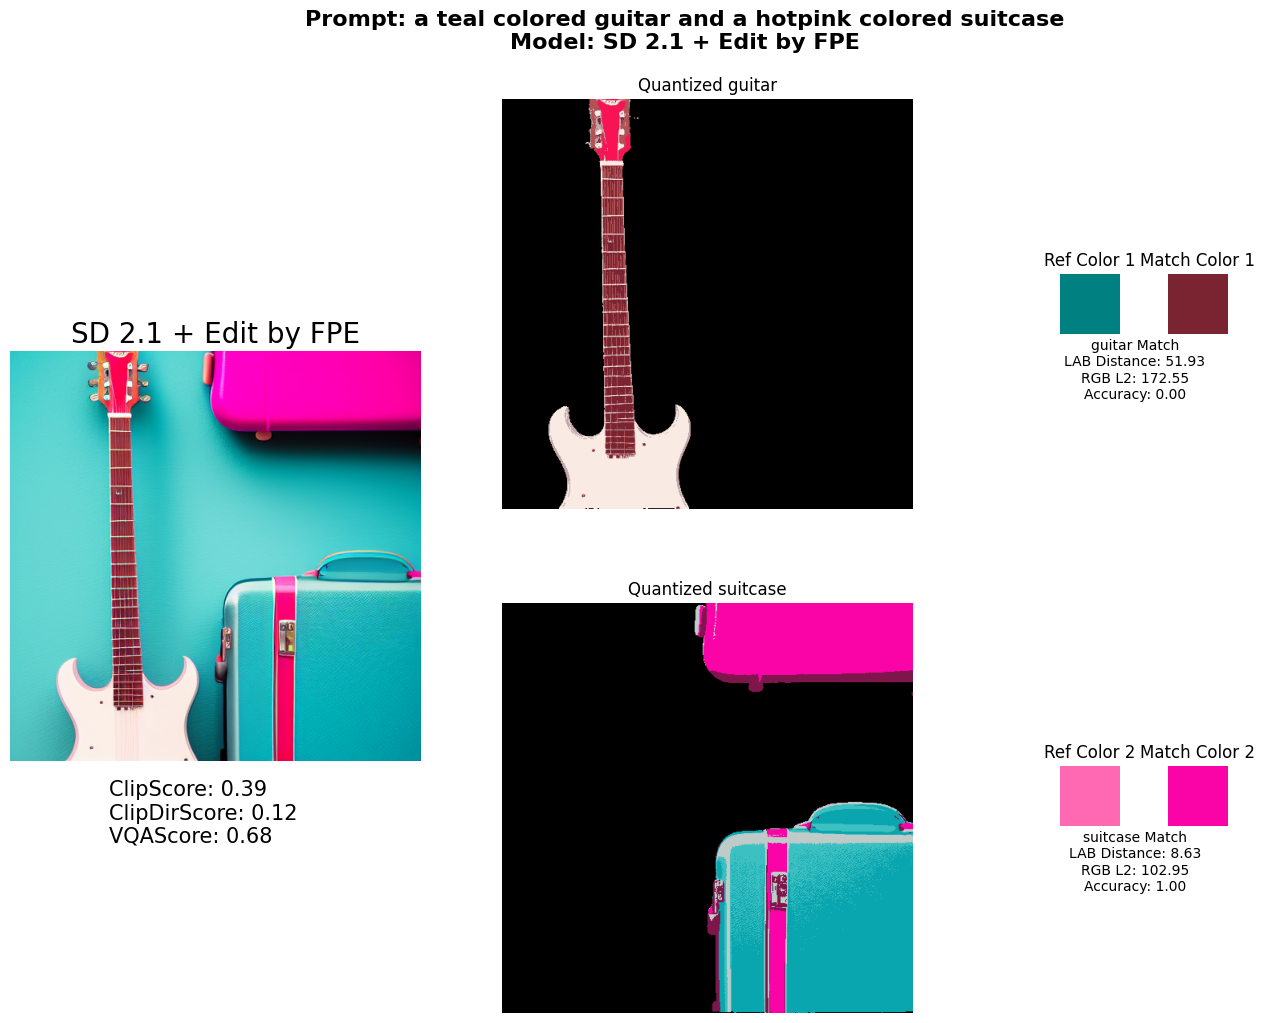 Prompt: a teal colored guitar and a hotpink colored suitcase
Model: SD 2.1 + Edit by FPE
Quantized guitar
Ref Color 1 Match Color 1
guitar Match
LAB Distance: 51.93
RGB L2: 172.55
Accuracy: 0.00
SD 2.1 + Edit by FPE
ClipScore: 0.39
ClipDirScore: 0.12
VQAScore: 0.68
Quantized suitcase
Ref Color 2 Match Color 2
suitcase Match
LAB Distance: 8.63
RGB L2: 102.95
Accuracy: 1.00